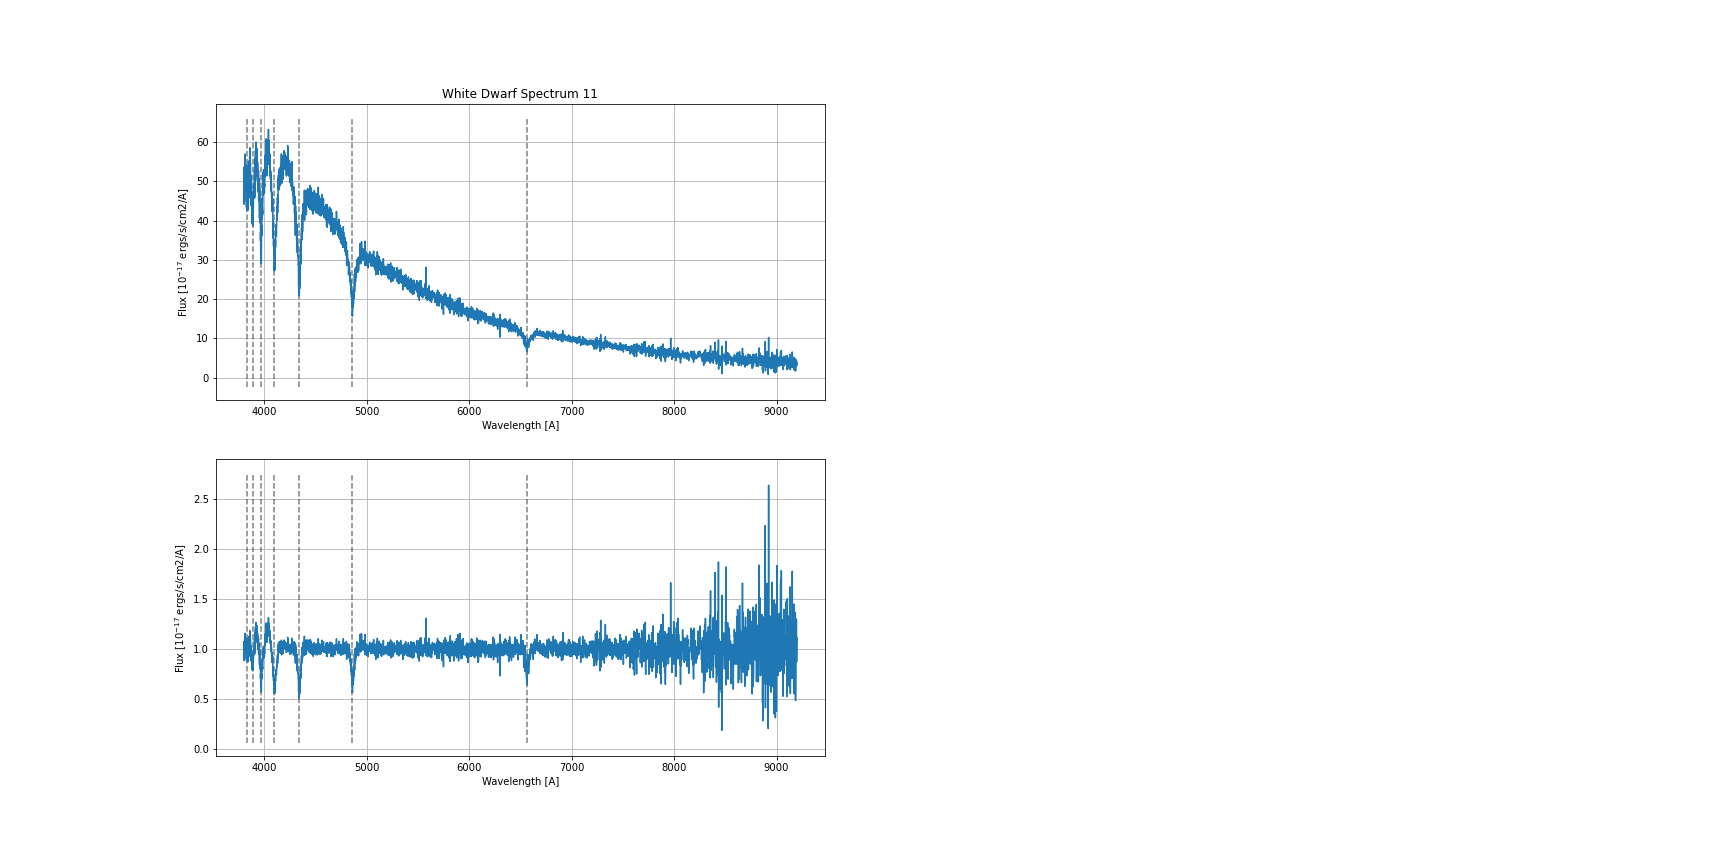 White Dwarf Spectrum 11
Flux [10⁻¹⁷ ergs/s/cm2/A]
60
50
40
30
20
10
0
4000 5000 6000 7000 8000 9000
Wavelength [A]
Flux [10⁻¹⁷ ergs/s/cm2/A]
2.5
2.0
1.5
1.0
0.5
0.0
4000 5000 6000 7000 8000 9000
Wavelength [A]